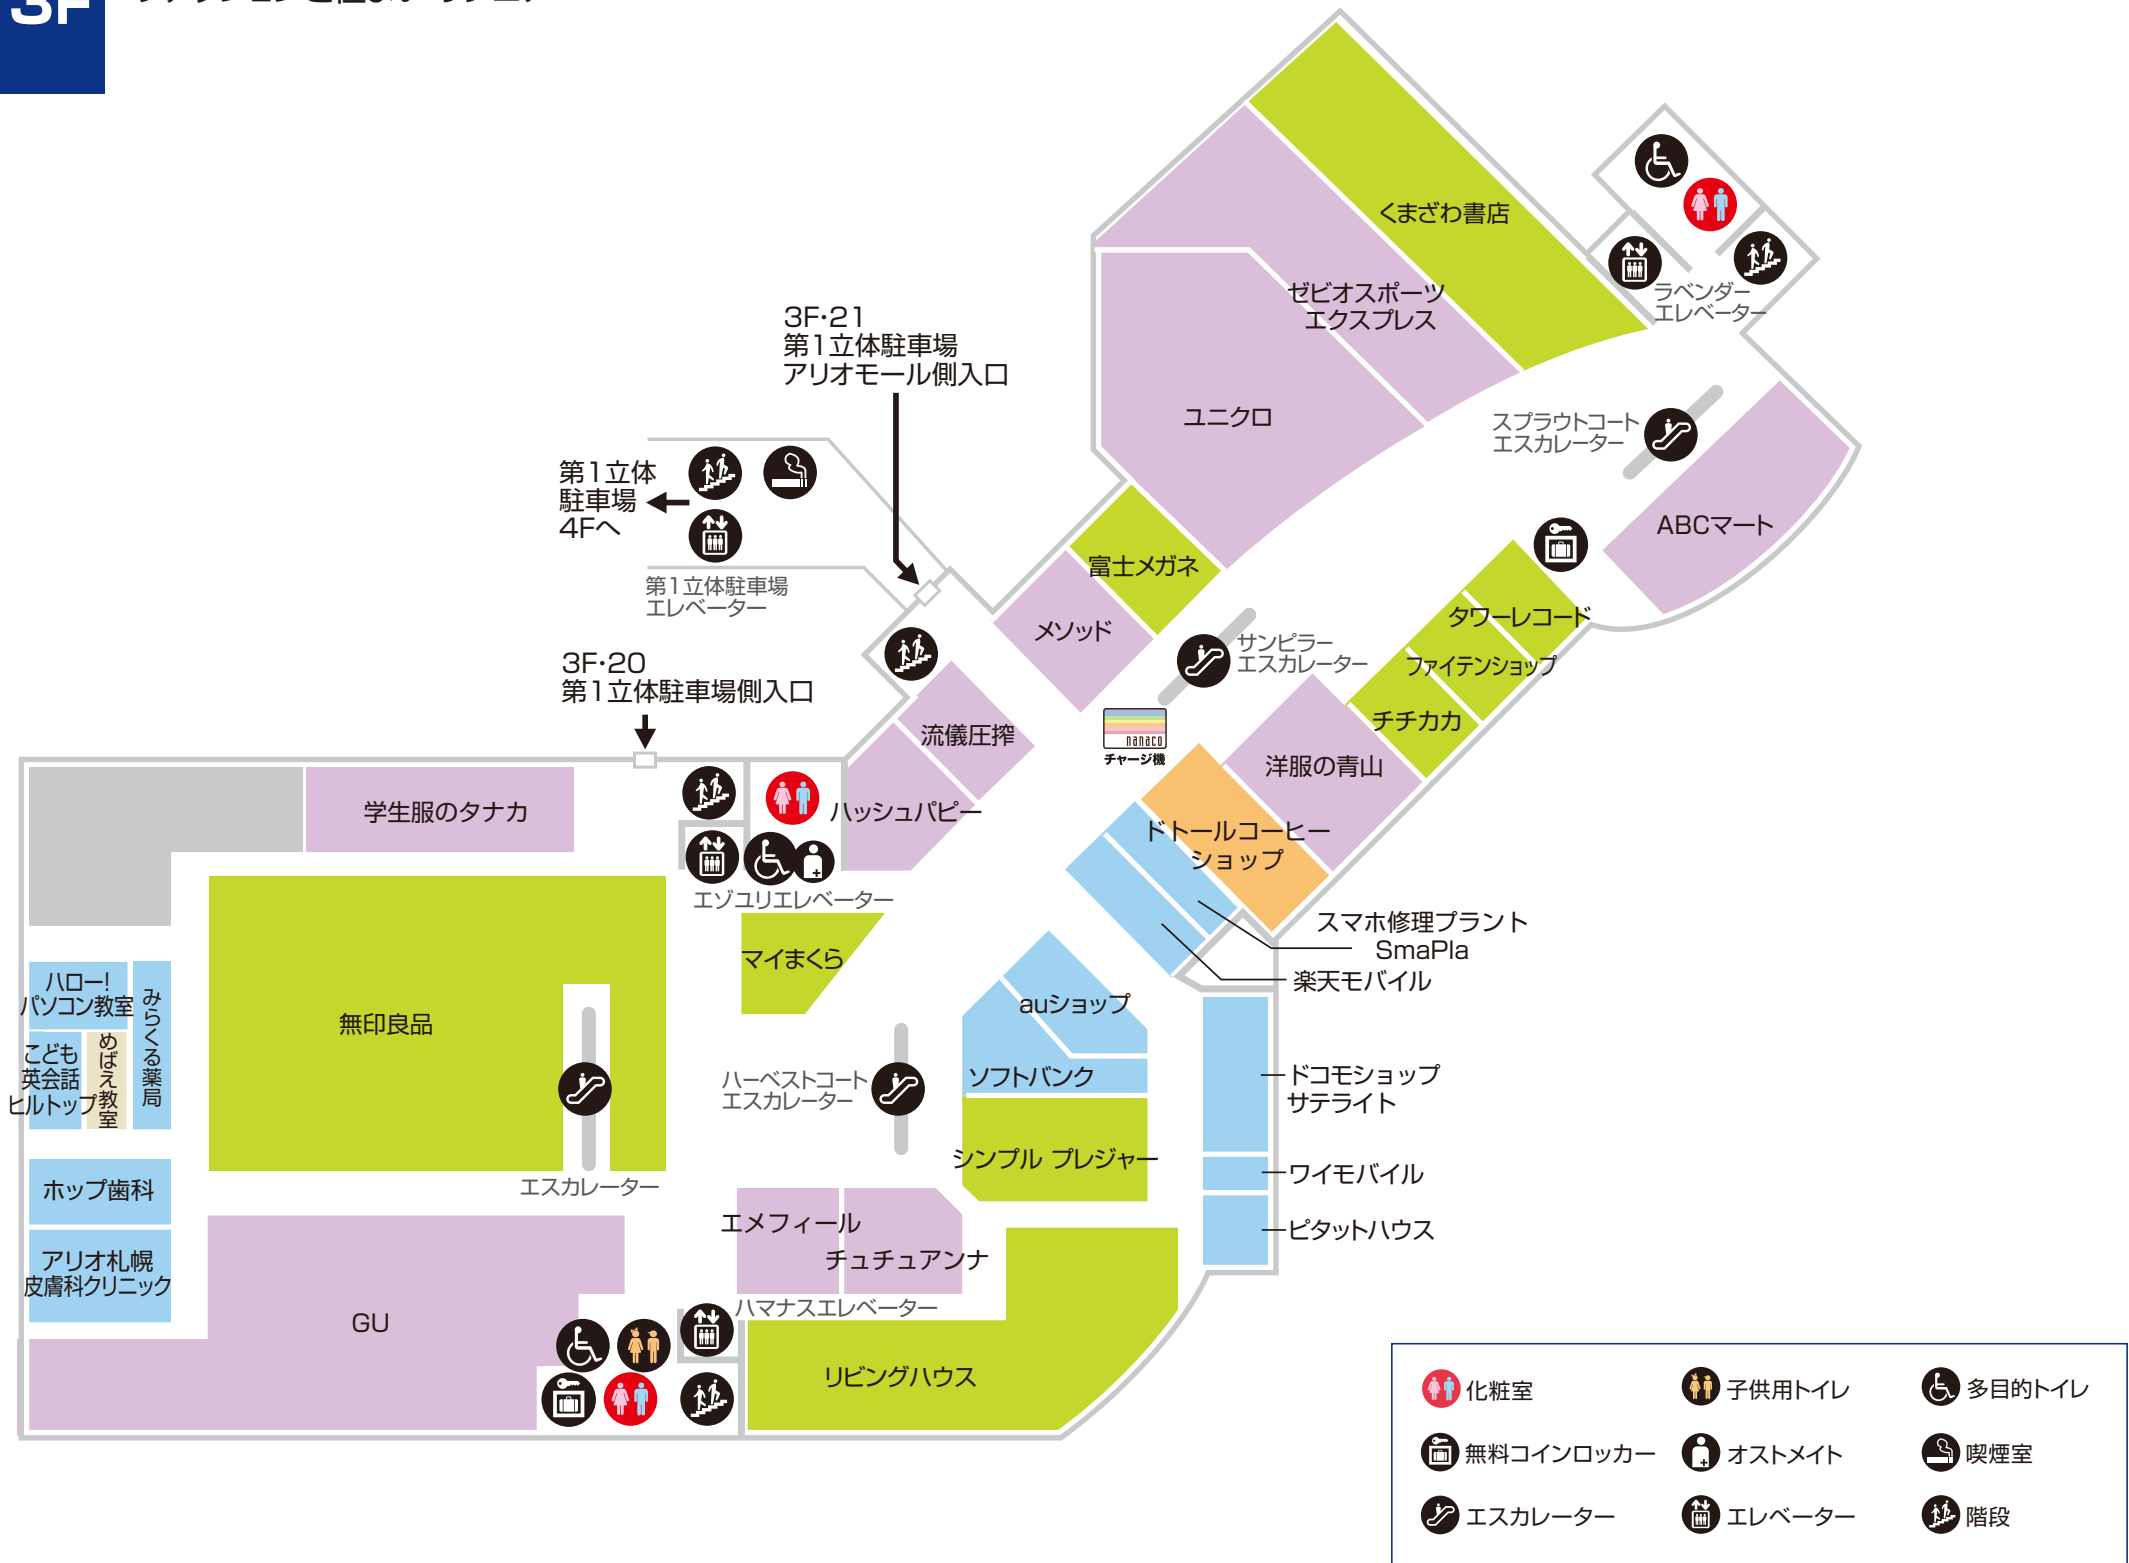 3F
くまざわ書店
ゼビオスポーツ
エクスプレス
ユニクロ
ラベンダー
エレベーター
3F・21
第1立体駐車場
アリオモール側入口
スプラウトコート
エスカレーター
ABCマート
第1立体
駐車場
4Fへ
第1立体駐車場
エレベーター
富士メガネ
メソッド
タワーレコード
ファイテンショップ
チチカカ
サンピラー
エスカレーター
3F・20
第1立体駐車場側入口
nanaco
チャージ機
流儀圧搾
洋服の青山
ハッシュパピー
学生服のタナカ
ドトールコーヒー
ショップ
エゾユリエレベーター
スマホ修理プラント
SmaPla
楽天モバイル
マイまくら
auショップ
ソフトバンク
ハロー!
パソコン教室
みらくる薬局
こども
英会話
ヒルトップ
めばえ教室
無印良品
ハーベストコート
エスカレーター
ドコモショップ
サテライト
シンプル プレジャー
ワイモバイル
ホップ歯科
エスカレーター
エメフィール
チュチュアンナ
ピタットハウス
アリオ札幌
皮膚科クリニック
GU
ハマナスエレベーター
リビングハウス
化粧室
子供用トイレ
多目的トイレ
無料コインロッカー
オストメイト
喫煙室
エスカレーター
エレベーター
階段